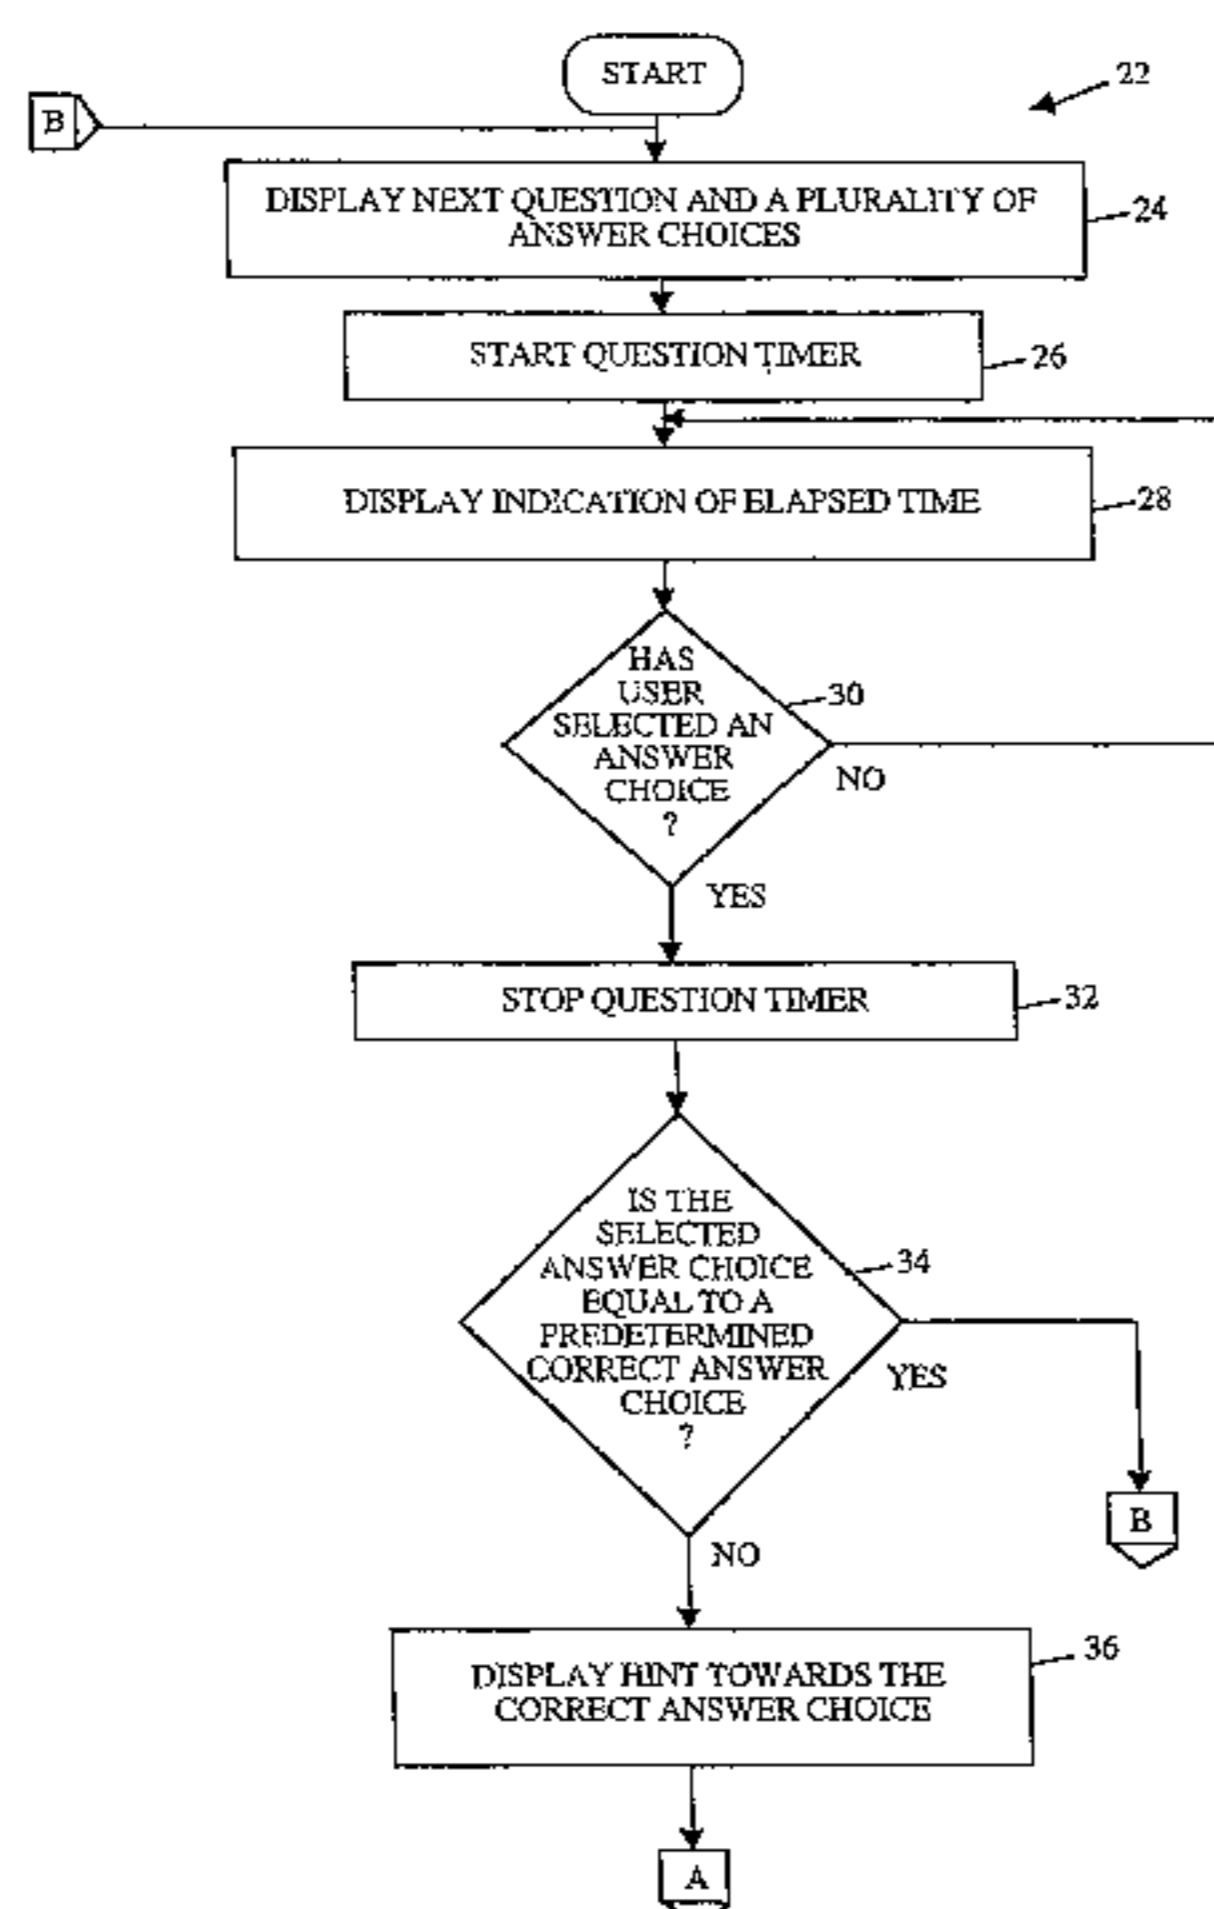 START
22
B
DISPLAY NEXT QUESTION AND A PLURALITY OF
ANSWER CHOICES
24
START QUESTION TIMER
26
DISPLAY INDICATION OF ELAPSED TIME
28
HAS
USER
SELECTED AN
ANSWER
CHOICE
?
30
NO
YES
STOP QUESTION TIMER
32
IS THE
SELECTED
ANSWER CHOICE
EQUAL TO A
PREDETERMINED
CORRECT ANSWER
CHOICE
?
34
YES
B
NO
DISPLAY HINT TOWARDS THE
CORRECT ANSWER CHOICE
36
A